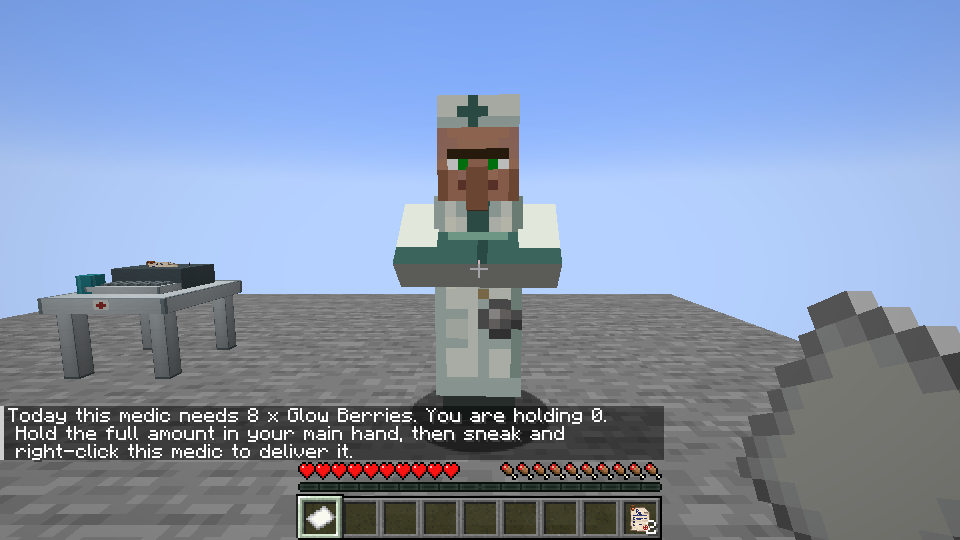 Today this medic needs 8 x Glow Berries. You are holding 0.
Hold the full amount in your main hand, then sneak and
right-click this medic to deliver it.